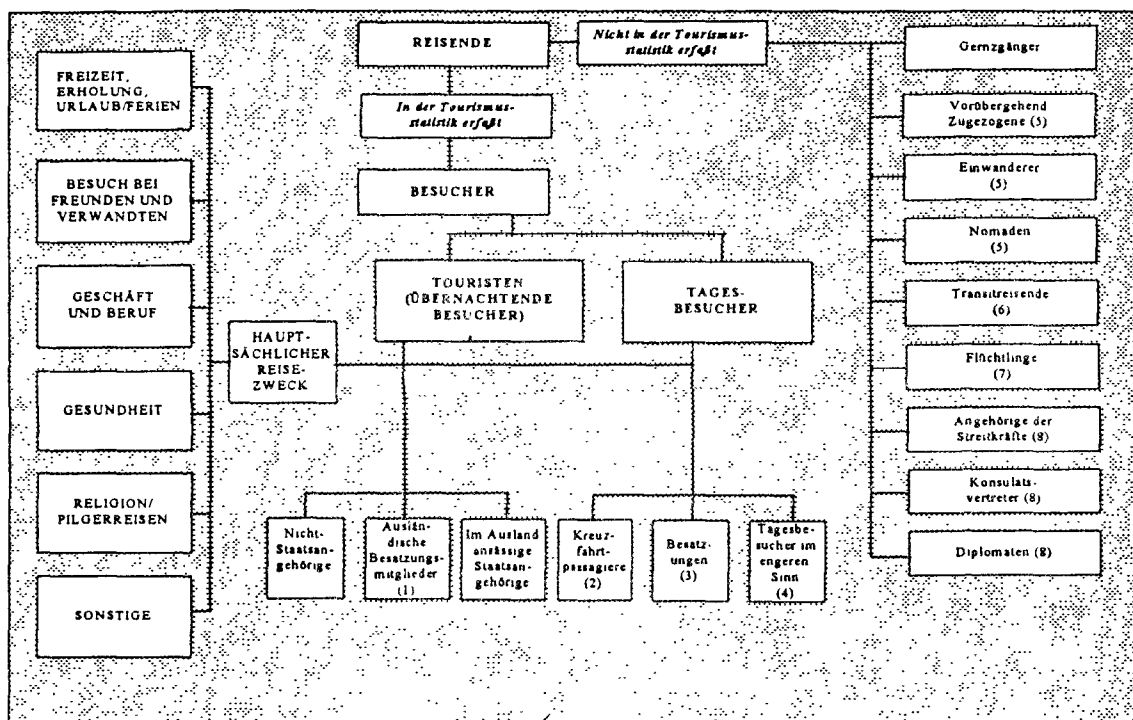 REISENDE
Nicht in der Tourismus-
statistik erfaßt
In der Tourismus-
statistik erfaßt
BESUCHER
TOURISTEN
(ÜBERNACHTENDE
BESUCHER)
TAGES-
BESUCHER
HAUPT-
SÄCHLICHER
REISE-
ZWECK
FREIZEIT,
ERHOLUNG,
URLAUB/FERIEN
BESUCH BEI
FREUNDEN UND
VERWANDTEN
GESCHÄFT
UND BERUF
GESUNDHEIT
RELIGION/
PILGERREISEN
SONSTIGE
Nicht-
Staatsan-
gehörige
Auslän-
dische
Besatzungs-
mitglieder
(1)
Im Ausland
ansässige
Staatsan-
gehörige
Kreuz-
fahrt-
passagiere
(2)
Besatz-
ungen
(3)
Tagesbe-
sucher im
engeren
Sinn
(4)
Gernzgänger
Vorübergehend
Zugezogene (5)
Einwanderer
(5)
Nomaden
(5)
Transitreisende
(6)
Flüchtlinge
(7)
Angehörige der
Streitkräfte (8)
Konsulats-
vertreter (8)
Diplomaten (8)